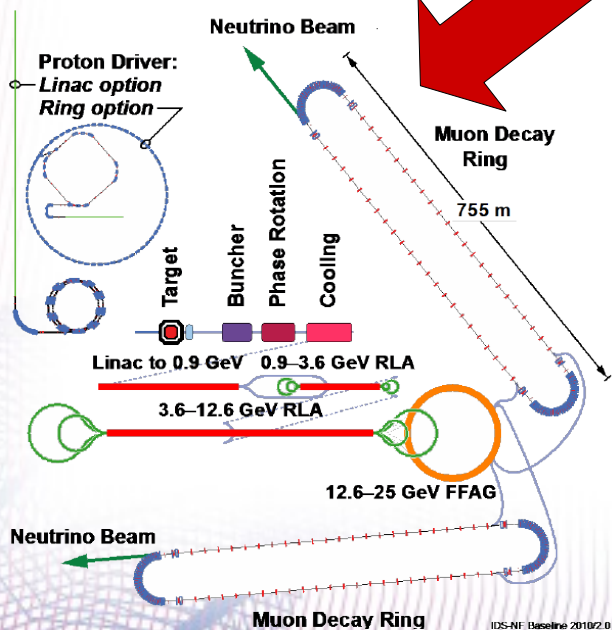 Neutrino Beam
Proton Driver:
Linac option
Ring option
Muon Decay
Ring
755 m
Target
Buncher
Phase Rotation
Cooling
Linac to 0.9 GeV
0.9–3.6 GeV RLA
3.6–12.6 GeV RLA
12.6–25 GeV FFAG
Neutrino Beam
Muon Decay Ring
IDS-NF Baseline 2010/2.0